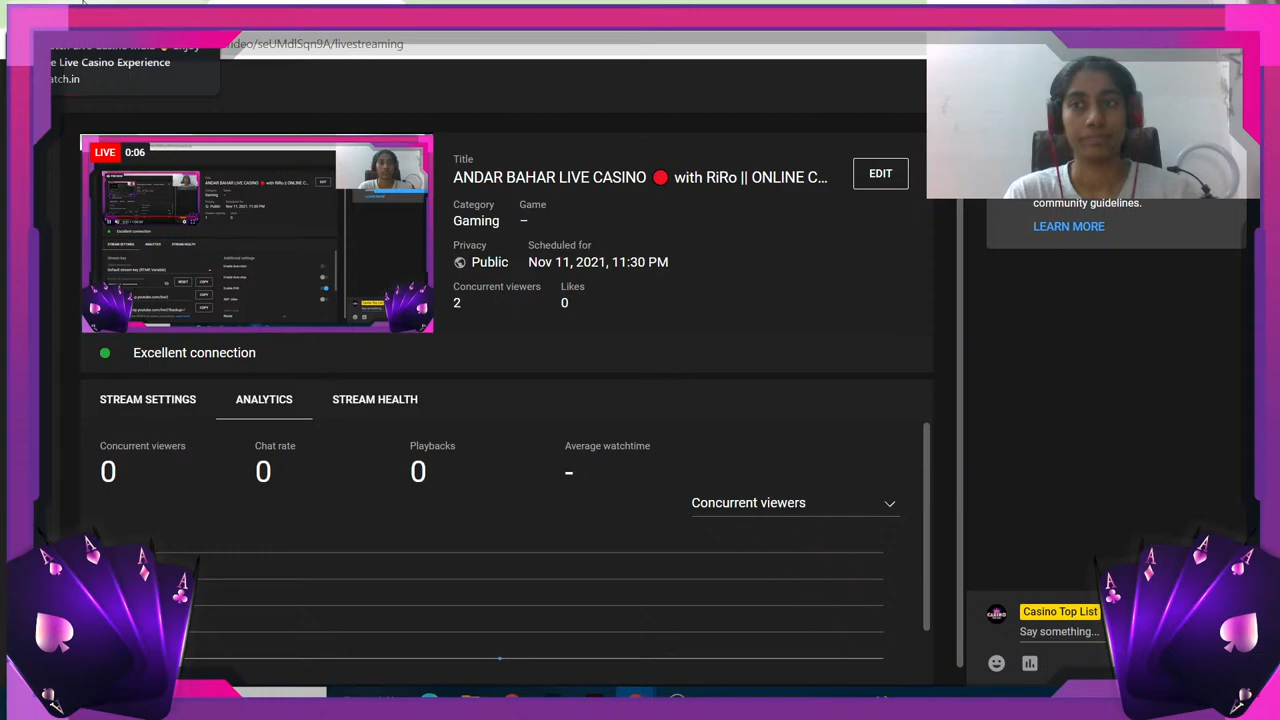 video/seUMdlSqn9A/livestreaming
Live Casino Experience
LIVE 0:06
Title
ANDAR BAHAR LIVE CASINO 🔴 with RiRo || ONLINE C...
EDIT
Category
Game
Gaming
–
Privacy
Scheduled for
Public
Nov 11, 2021, 11:30 PM
Concurrent viewers
Likes
2
0
Excellent connection
community guidelines.
LEARN MORE
STREAM SETTINGS
ANALYTICS
STREAM HEALTH
Concurrent viewers
Chat rate
Playbacks
Average watchtime
0
0
0
-
Concurrent viewers
Casino Top List
Say something...